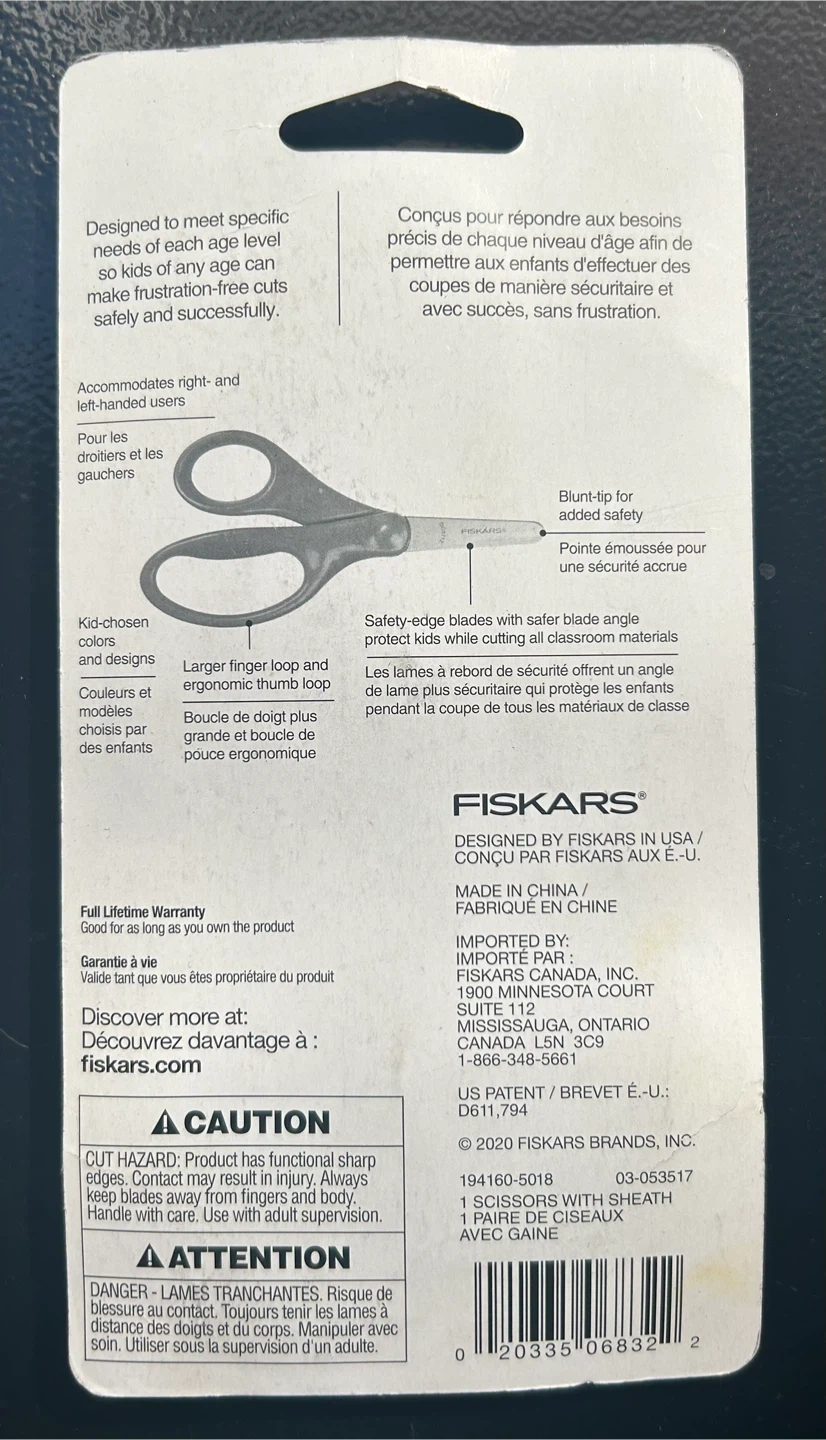 Designed to meet specific
needs of each age level
so kids of any age can
make frustration-free cuts
safely and successfully.
Conçus pour répondre aux besoins
précis de chaque niveau d'âge afin de
permettre aux enfants d'effectuer des
coupes de manière sécuritaire et
avec succès, sans frustration.
Accommodates right- and
left-handed users
Pour les
droitiers et les
gauchers
FISKARS
Blunt-tip for
added safety
Pointe émoussée pour
une sécurité accrue
Kid-chosen
colors
and designs
Couleurs et
modèles
choisis par
des enfants
Larger finger loop and
ergonomic thumb loop
Boucle de doigt plus
grande et boucle de
pouce ergonomique
Safety-edge blades with safer blade angle
protect kids while cutting all classroom materials
Les lames à rebord de sécurité offrent un angle
de lame plus sécuritaire qui protège les enfants
pendant la coupe de tous les matériaux de classe
Full Lifetime Warranty
Good for as long as you own the product
Garantie à vie
Valide tant que vous êtes propriétaire du produit
Discover more at:
Découvrez davantage à :
fiskars.com
⚠ CAUTION
CUT HAZARD: Product has functional sharp
edges. Contact may result in injury. Always
keep blades away from fingers and body.
Handle with care. Use with adult supervision.
⚠ ATTENTION
DANGER - LAMES TRANCHANTES. Risque de
blessure au contact. Toujours tenir les lames à
distance des doigts et du corps. Manipuler avec
soin. Utiliser sous la supervision d'un adulte.
FISKARS®
DESIGNED BY FISKARS IN USA /
CONÇU PAR FISKARS AUX É.-U.
MADE IN CHINA /
FABRIQUÉ EN CHINE
IMPORTED BY:
IMPORTÉ PAR :
FISKARS CANADA, INC.
1900 MINNESOTA COURT
SUITE 112
MISSISSAUGA, ONTARIO
CANADA L5N 3C9
1-866-348-5661
US PATENT / BREVET É.-U.:
D611,794
© 2020 FISKARS BRANDS, INC.
194160-5018 03-053517
1 SCISSORS WITH SHEATH
1 PAIRE DE CISEAUX
AVEC GAINE
0 20335 06832 2